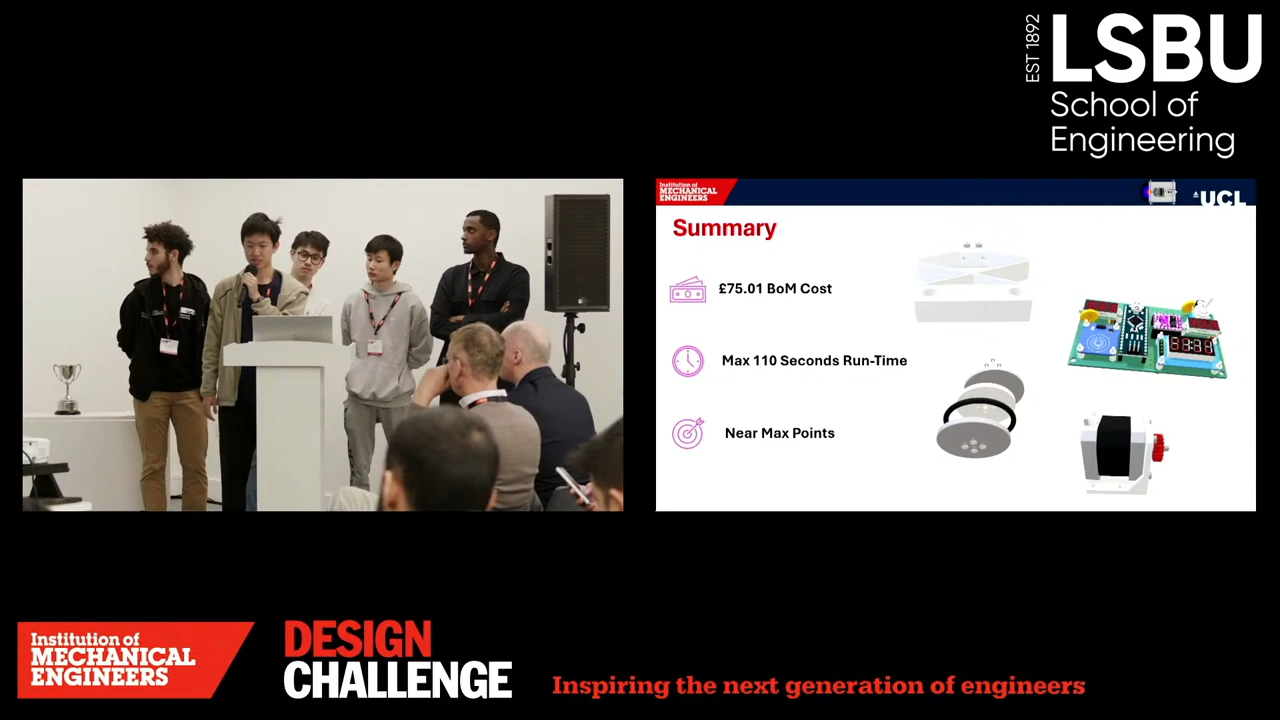 EST 1892
LSBU
School of
Engineering
Institution of
MECHANICAL
ENGINEERS
UCL
Summary
£75.01 BoM Cost
Max 110 Seconds Run-Time
Near Max Points
Institution of
MECHANICAL
ENGINEERS
DESIGN
CHALLENGE
Inspiring the next generation of engineers